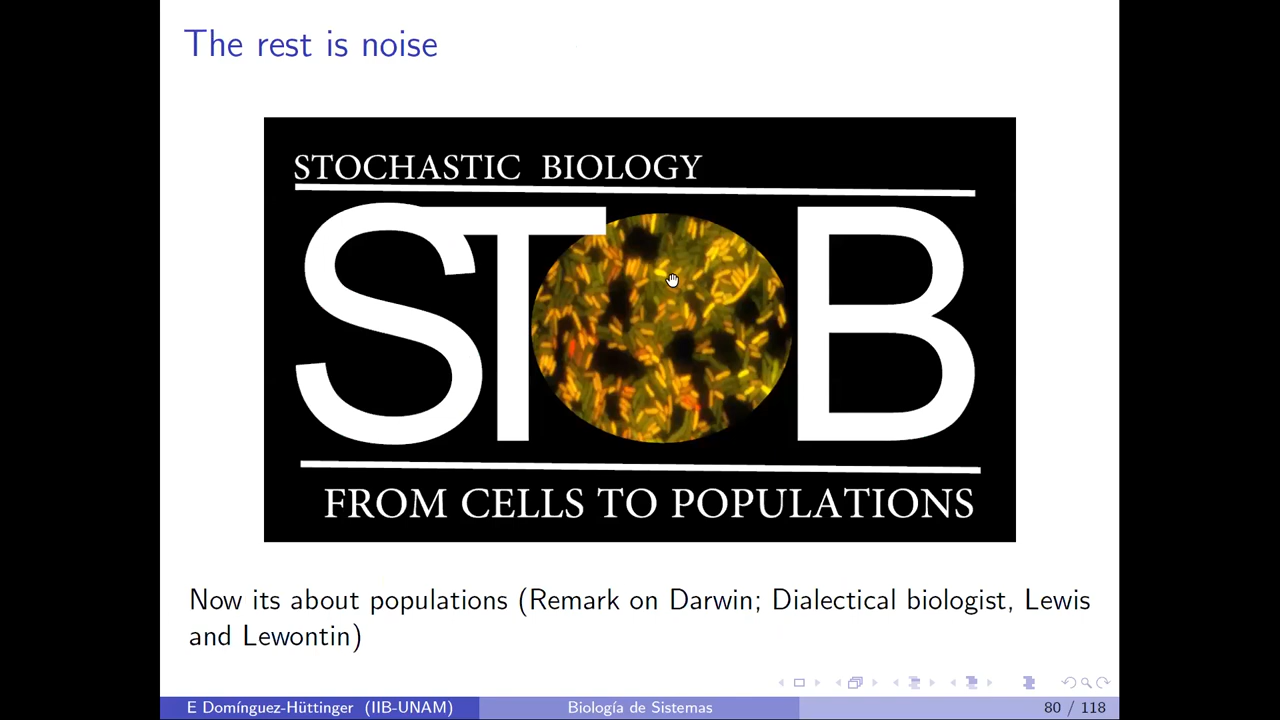 The rest is noise
STOCHASTIC BIOLOGY
STOB
FROM CELLS TO POPULATIONS
Now its about populations (Remark on Darwin; Dialectical biologist, Lewis
and Lewontin)
E Domínguez-Hüttinger (IIB-UNAM) Biología de Sistemas 80 / 118